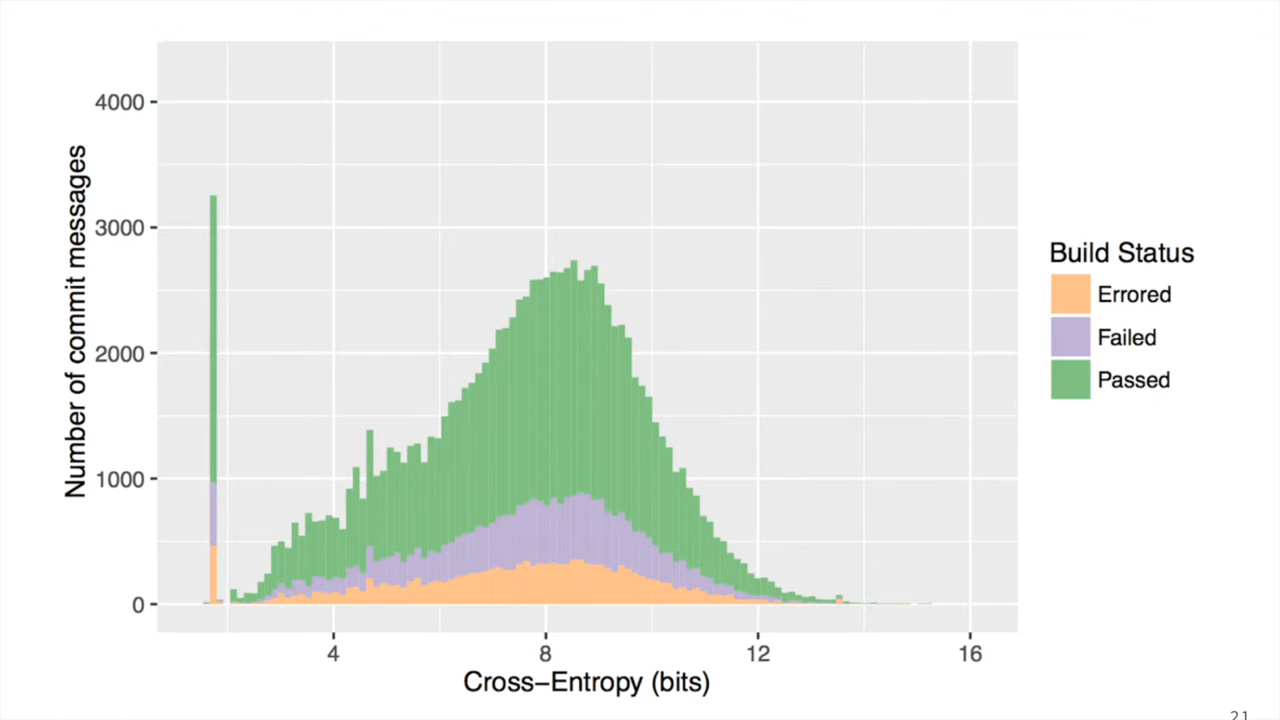 4000
3000
2000
1000
0
Number of commit messages
4
8
12
16
Cross−Entropy (bits)
Build Status
Errored
Failed
Passed
21